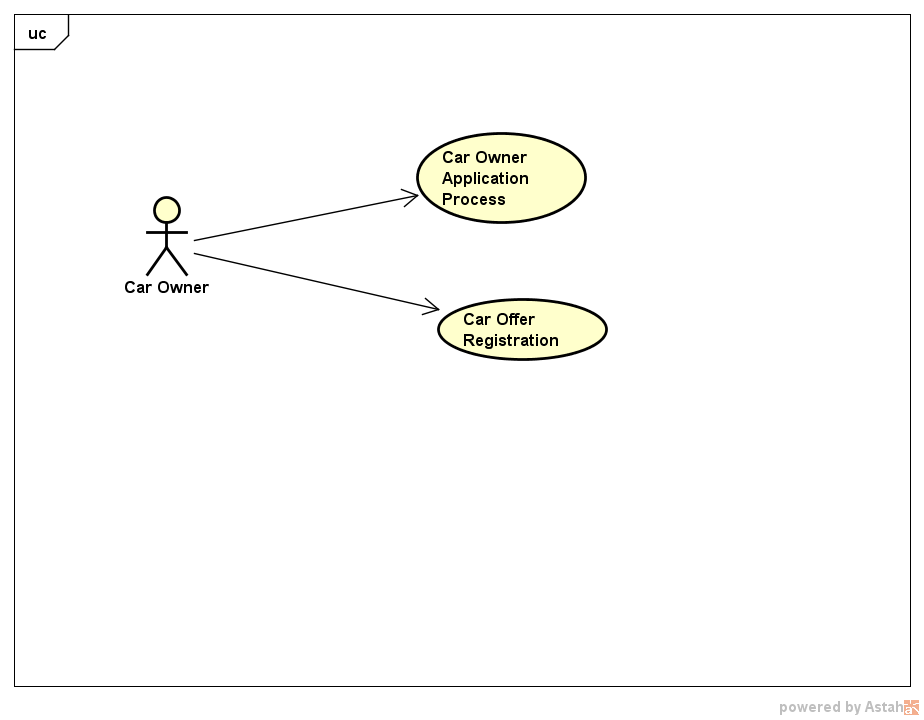 uc
Car Owner
Application
Process
Car Owner
Car Offer
Registration
powered by Astah